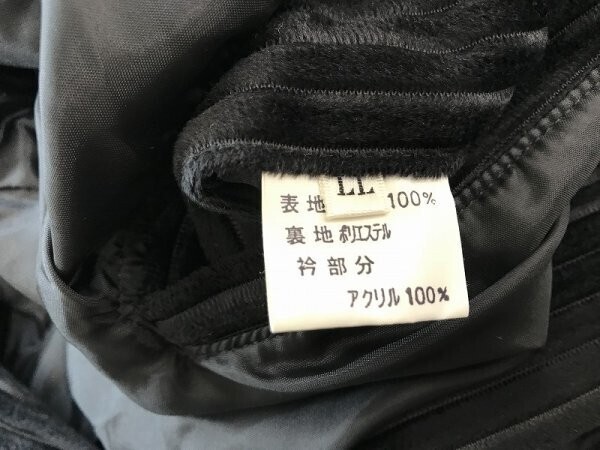 LL
表地 100%
裏地 ポリエステル
衿部分
アクリル 100%